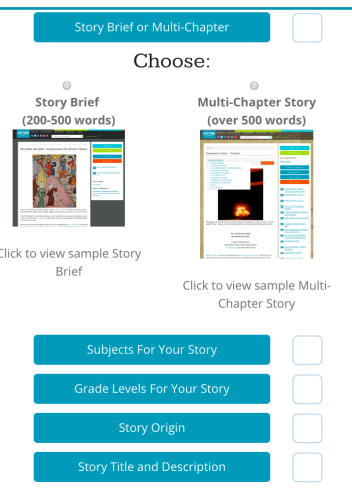 Story Brief or Multi-Chapter
Choose:
Story Brief
(200-500 words)
Multi-Chapter Story
(over 500 words)
Click to view sample Story
Brief
Click to view sample Multi-
Chapter Story
Subjects For Your Story
Grade Levels For Your Story
Story Origin
Story Title and Description